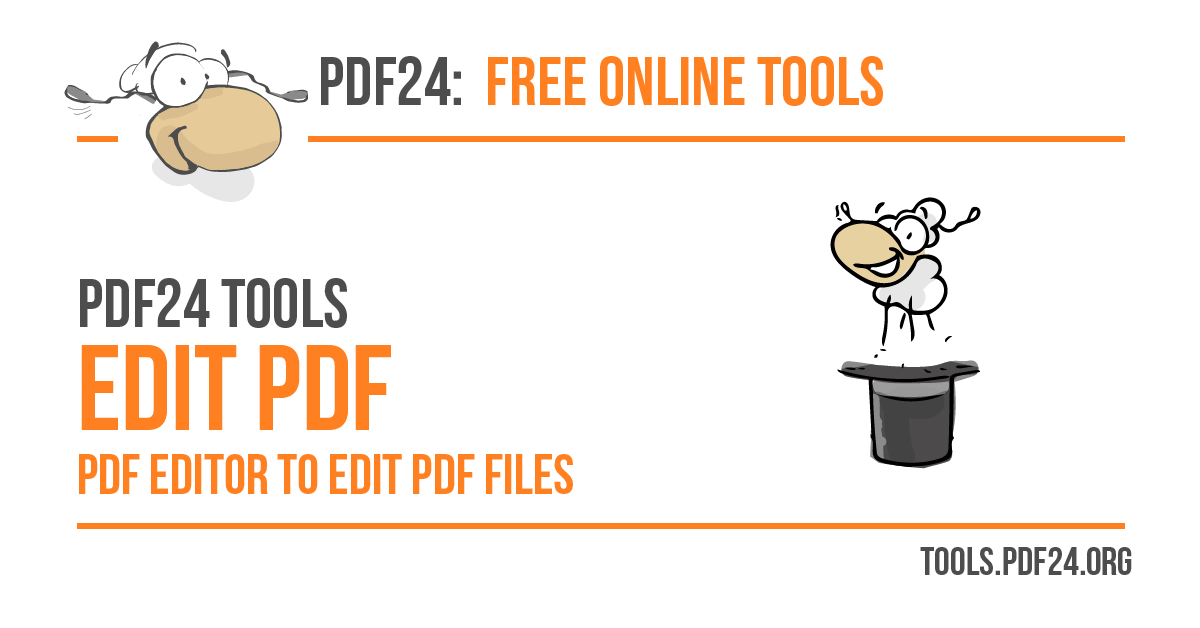 PDF24: FREE ONLINE TOOLS
PDF24 TOOLS
EDIT PDF
PDF EDITOR TO EDIT PDF FILES
TOOLS.PDF24.ORG